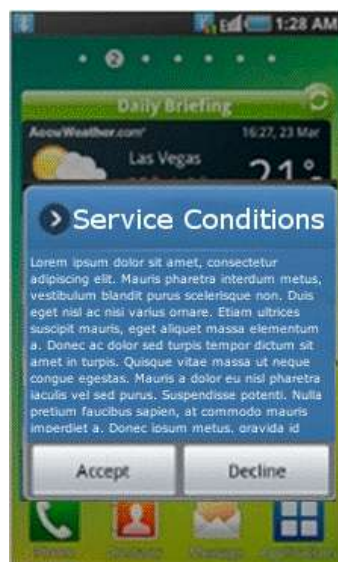 1:28 AM
2
Daily Briefing
AccuWeather.com
16:27, 23 Mar
Las Vegas
21°
Service Conditions
Lorem ipsum dolor sit amet, consectetur
adipiscing elit. Mauris pharetra interdum metus,
vestibulum blandit purus scelerisque non. Duis
eget nisl ac nisi varius ornare. Etiam ultrices
suscipit mauris, eget aliquet massa elementum
a. Donec ac dolor sed turpis tempor dictum sit
amet in turpis. Quisque vitae massa ut neque
congue egestas. Mauris a dolor eu nisl pharetra
iaculis vel sed purus. Suspendisse potenti. Nulla
pretium faucibus sapien, at commodo mauris
imperdiet a. Donec ipsum metus, gravida id
Accept
Decline